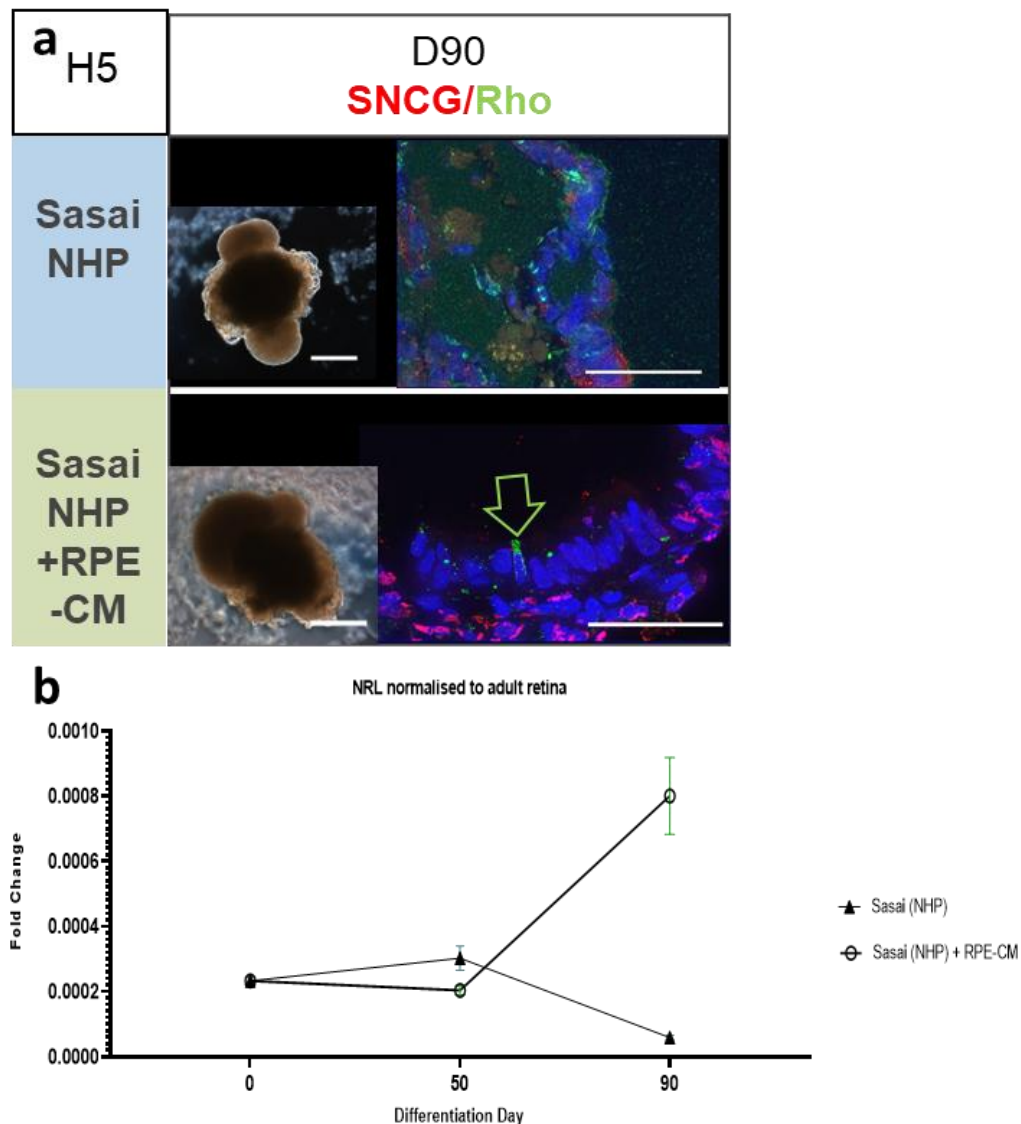 a
H5
D90
SNCG/Rho
Sasai
NHP
Sasai
NHP
+RPE
-CM
b
NRL normalised to adult retina
0.0010
0.0008
0.0006
0.0004
0.0002
0.0000
Fold Change
0
50
90
Differentiation Day
Sasai (NHP)
Sasai (NHP) + RPE-CM